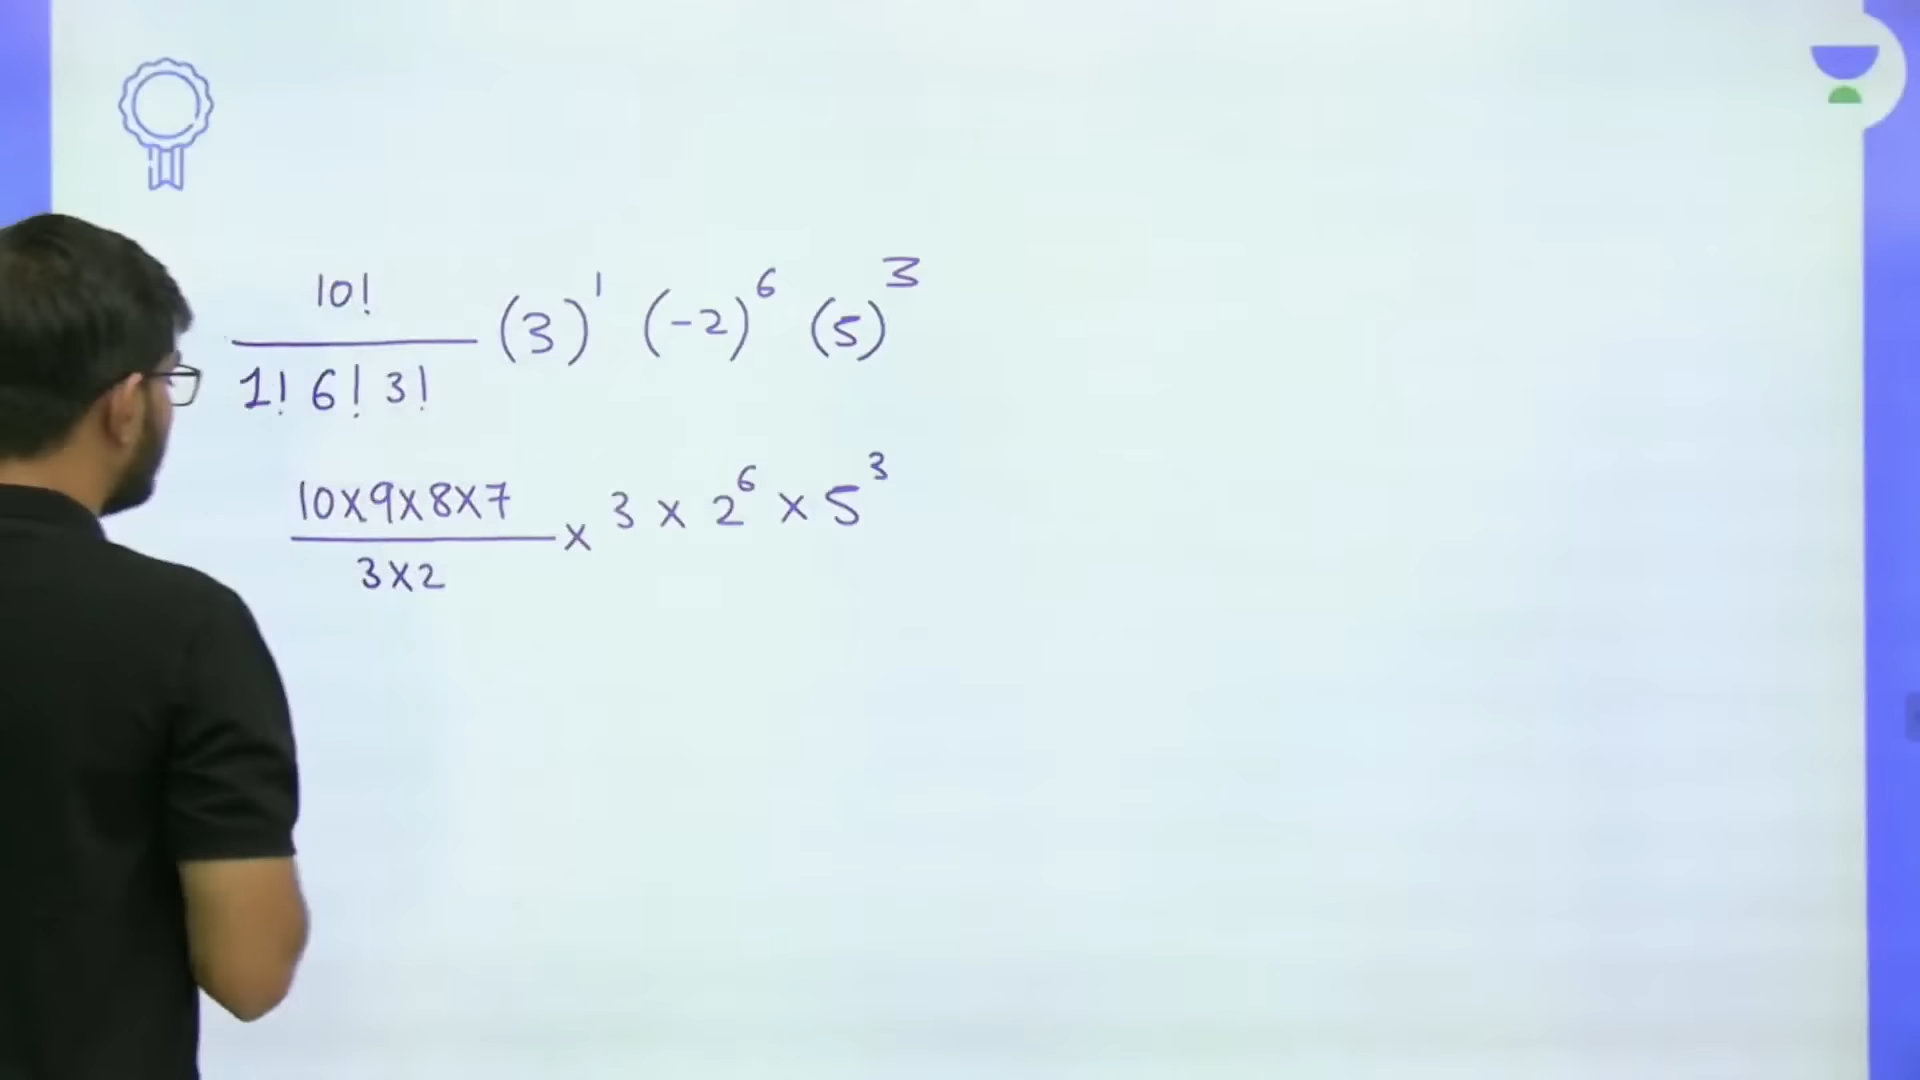 10!
(3)^1 (-2)^6 (5)^3
1! 6! 3!
10x9x8x7
x 3 x 2^6 x 5^3
3x2